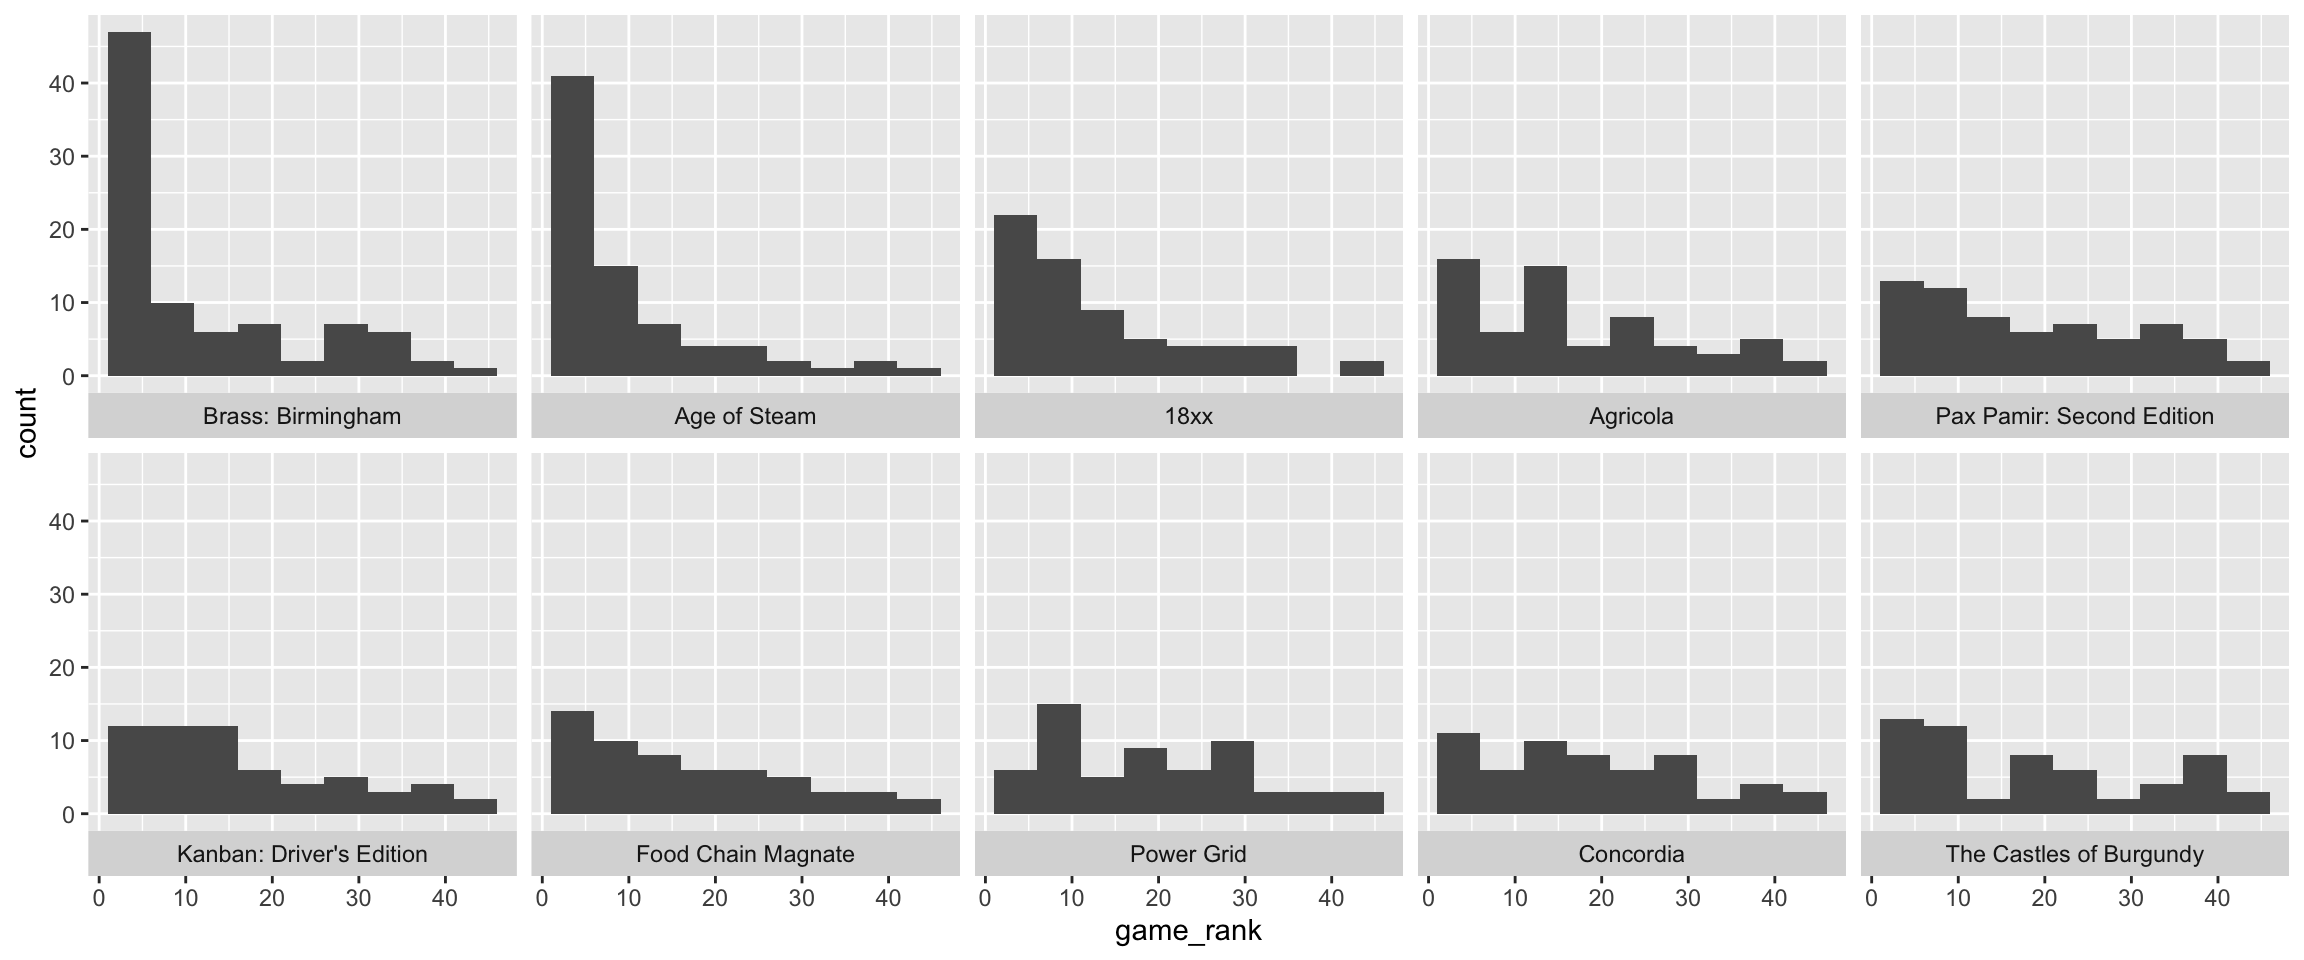 count
40
30
20
10
0
Brass: Birmingham
Age of Steam
18xx
Agricola
Pax Pamir: Second Edition
40
30
20
10
0
Kanban: Driver's Edition
Food Chain Magnate
Power Grid
Concordia
The Castles of Burgundy
0 10 20 30 40
0 10 20 30 40
0 10 20 30 40
0 10 20 30 40
0 10 20 30 40
game_rank